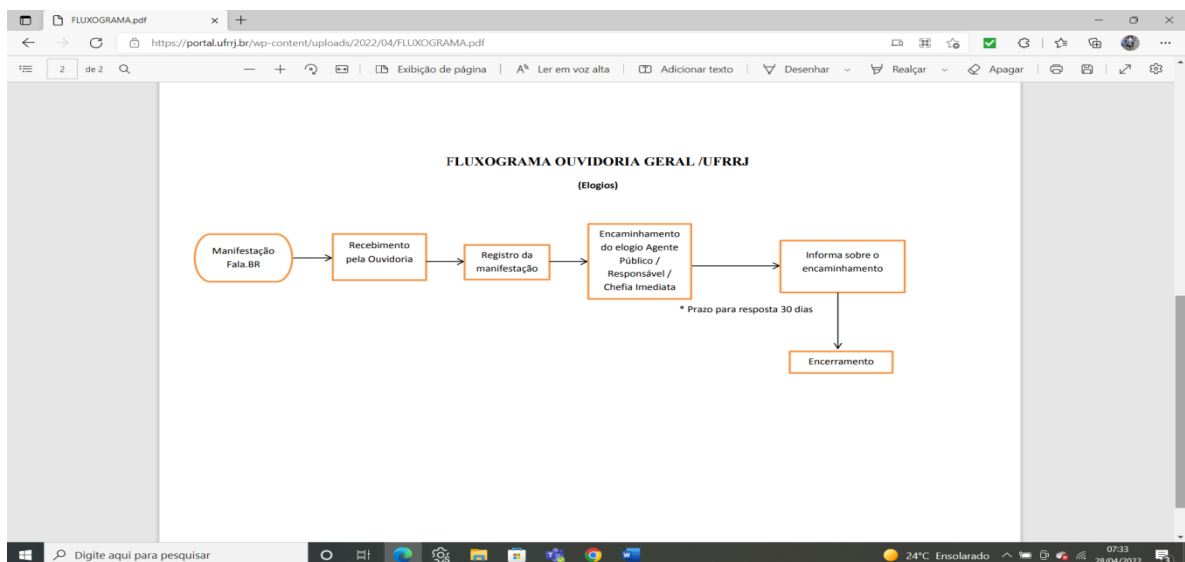 FLUXOGRAMA.pdf
https://portal.ufrrj.br/wp-content/uploads/2022/04/FLUXOGRAMA.pdf
2 de 2
Exibição de página
Ler em voz alta
Adicionar texto
Desenhar
Realçar
Apagar
FLUXOGRAMA OUVIDORIA GERAL /UFRRJ
(Elogios)
Manifestação
Fala.BR
Recebimento
pela Ouvidoria
Registro da
manifestação
Encaminhamento
do elogio Agente
Público /
Responsável /
Chefia Imediata
Informa sobre o
encaminhamento
* Prazo para resposta 30 dias
Encerramento
Digite aqui para pesquisar
24°C Ensolarado
07:33
28/04/2022